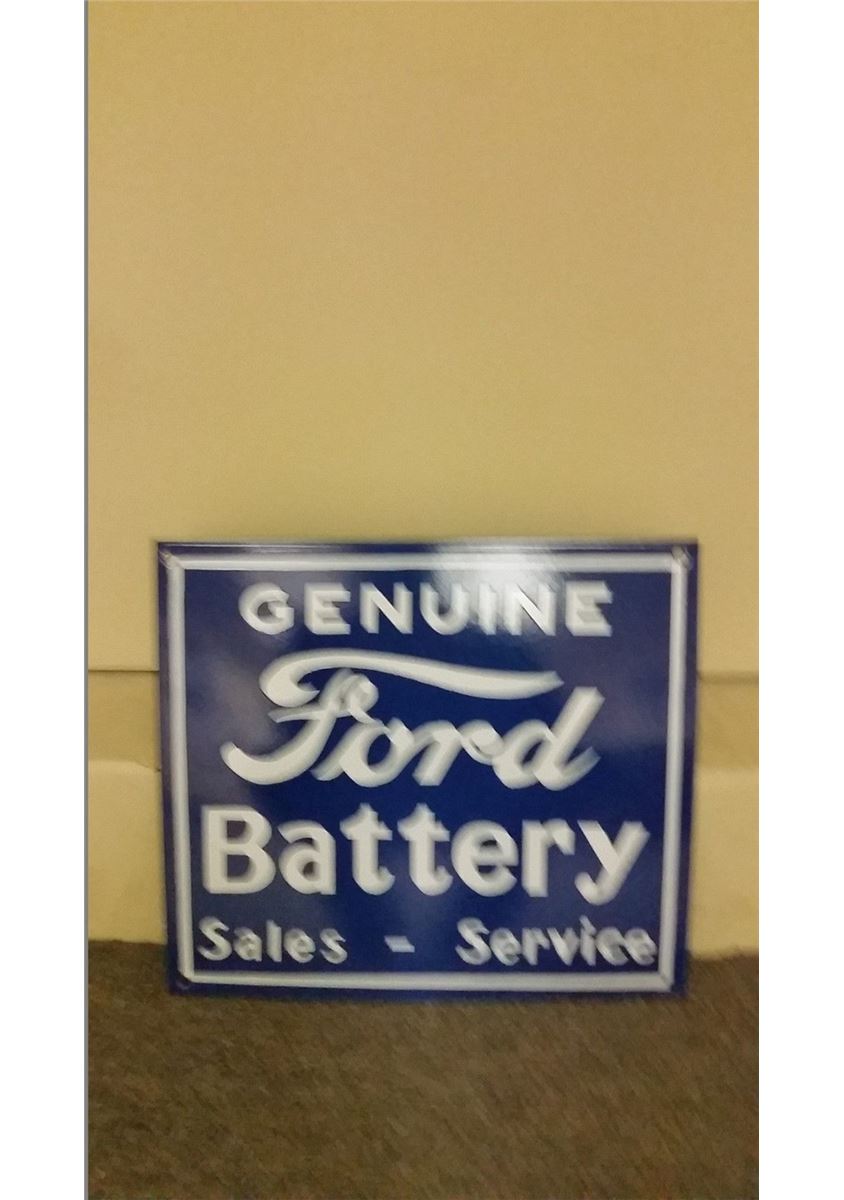 GENUINE
Ford
Battery
Sales - Service